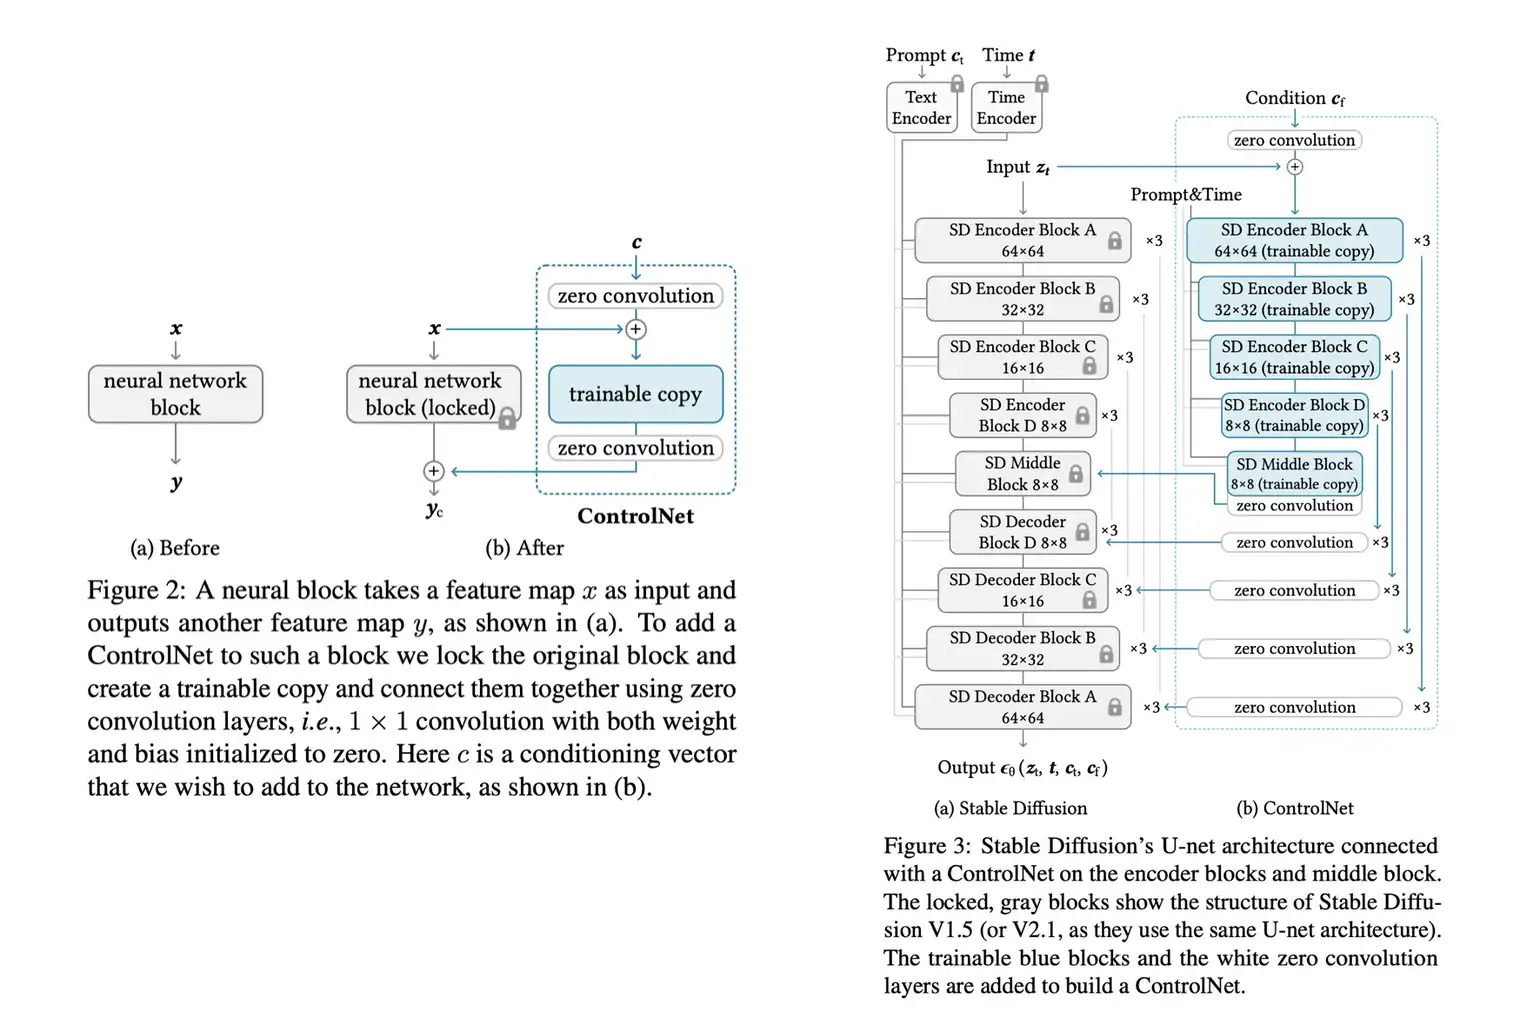 x
neural network
block
y
(a) Before
c
zero convolution
x
+
neural network
block (locked)
trainable copy
zero convolution
+
yc
ControlNet
(b) After
Figure 2: A neural block takes a feature map x as input and
outputs another feature map y, as shown in (a). To add a
ControlNet to such a block we lock the original block and
create a trainable copy and connect them together using zero
convolution layers, i.e., 1 × 1 convolution with both weight
and bias initialized to zero. Here c is a conditioning vector
that we wish to add to the network, as shown in (b).
Prompt ct
Time t
Text
Encoder
Time
Encoder
Input zt
SD Encoder Block A
64×64
×3
SD Encoder Block B
32×32
×3
SD Encoder Block C
16×16
×3
SD Encoder
Block D 8×8
×3
SD Middle
Block 8×8
SD Decoder
Block D 8×8
×3
SD Decoder Block C
16×16
×3
SD Decoder Block B
32×32
×3
SD Decoder Block A
64×64
×3
Output ϵθ(zt, t, ct, cf)
(a) Stable Diffusion
Condition cf
zero convolution
+
Prompt&Time
SD Encoder Block A
64×64 (trainable copy)
×3
SD Encoder Block B
32×32 (trainable copy)
×3
SD Encoder Block C
16×16 (trainable copy)
×3
SD Encoder Block D
8×8 (trainable copy)
×3
SD Middle Block
8×8 (trainable copy)
zero convolution
zero convolution
×3
zero convolution
×3
zero convolution
×3
zero convolution
×3
(b) ControlNet
Figure 3: Stable Diffusion's U-net architecture connected
with a ControlNet on the encoder blocks and middle block.
The locked, gray blocks show the structure of Stable Diffu-
sion V1.5 (or V2.1, as they use the same U-net architecture).
The trainable blue blocks and the white zero convolution
layers are added to build a ControlNet.